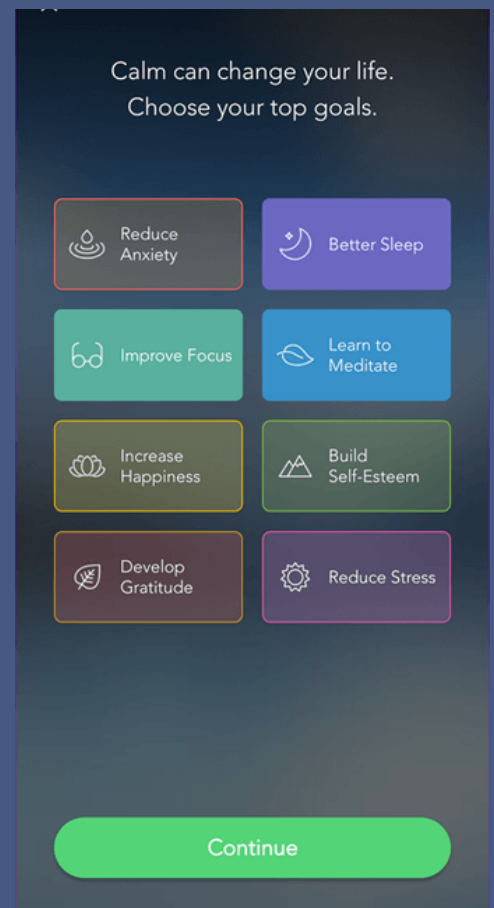 Calm can change your life.
Choose your top goals.
Reduce
Anxiety
Better Sleep
Improve Focus
Learn to
Meditate
Increase
Happiness
Build
Self-Esteem
Develop
Gratitude
Reduce Stress
Continue